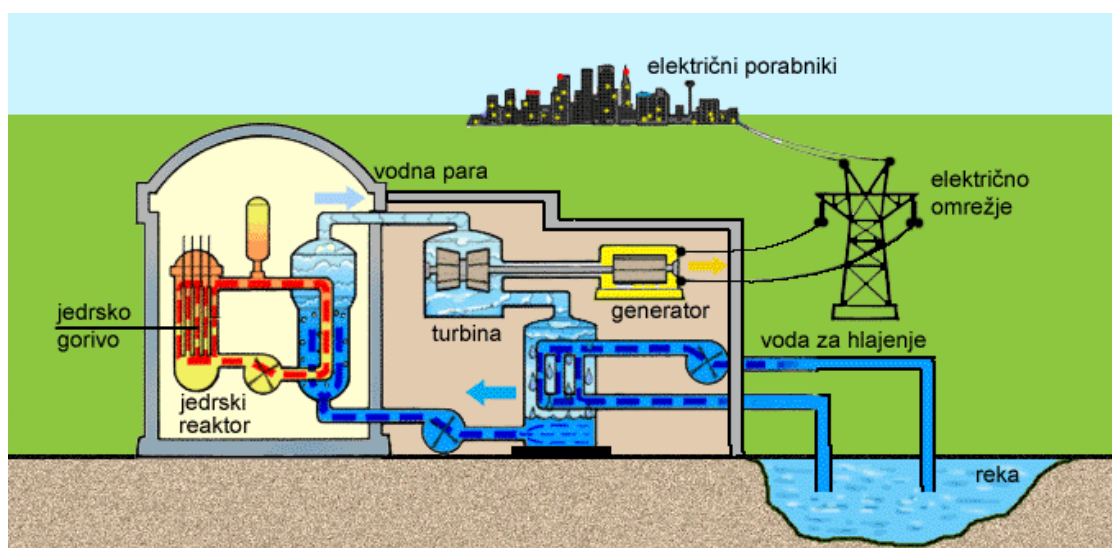 električni porabniki
vodna para
električno
omrežje
jedrsko
gorivo
turbina
generator
voda za hlajenje
jedrski
reaktor
reka